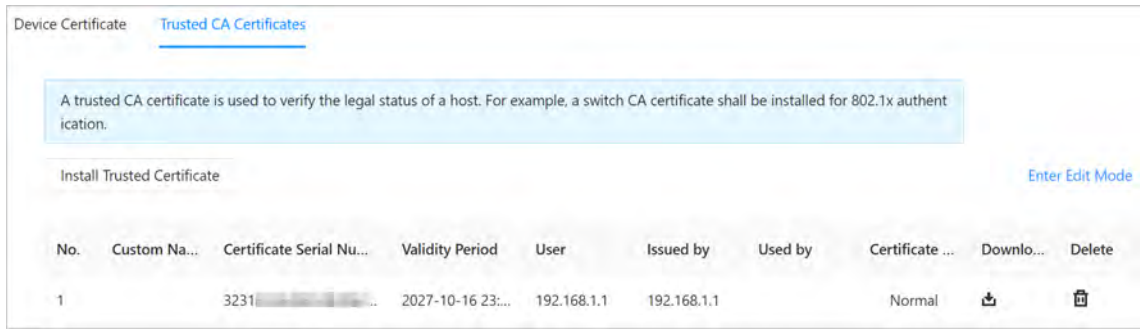 Device Certificate Trusted CA Certificates
A trusted CA certificate is used to verify the legal status of a host. For example, a switch CA certificate shall be installed for 802.1x authent
ication.
Install Trusted Certificate Enter Edit Mode
No. Custom Na... Certificate Serial Nu... Validity Period User Issued by Used by Certificate ... Downlo... Delete
1 3231 ... 2027-10-16 23:... 192.168.1.1 192.168.1.1 Normal